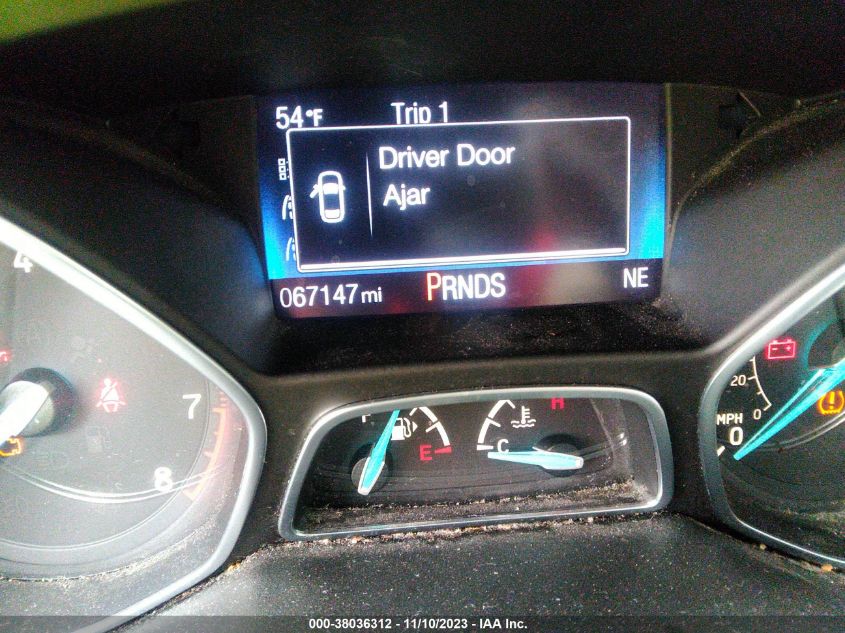 54°F Trip 1
Driver Door
Ajar
067147 mi PRNDS NE
4
7
8
F
E
H
C
20
0
MPH
0
000-38036312 - 11/10/2023 - IAA Inc.